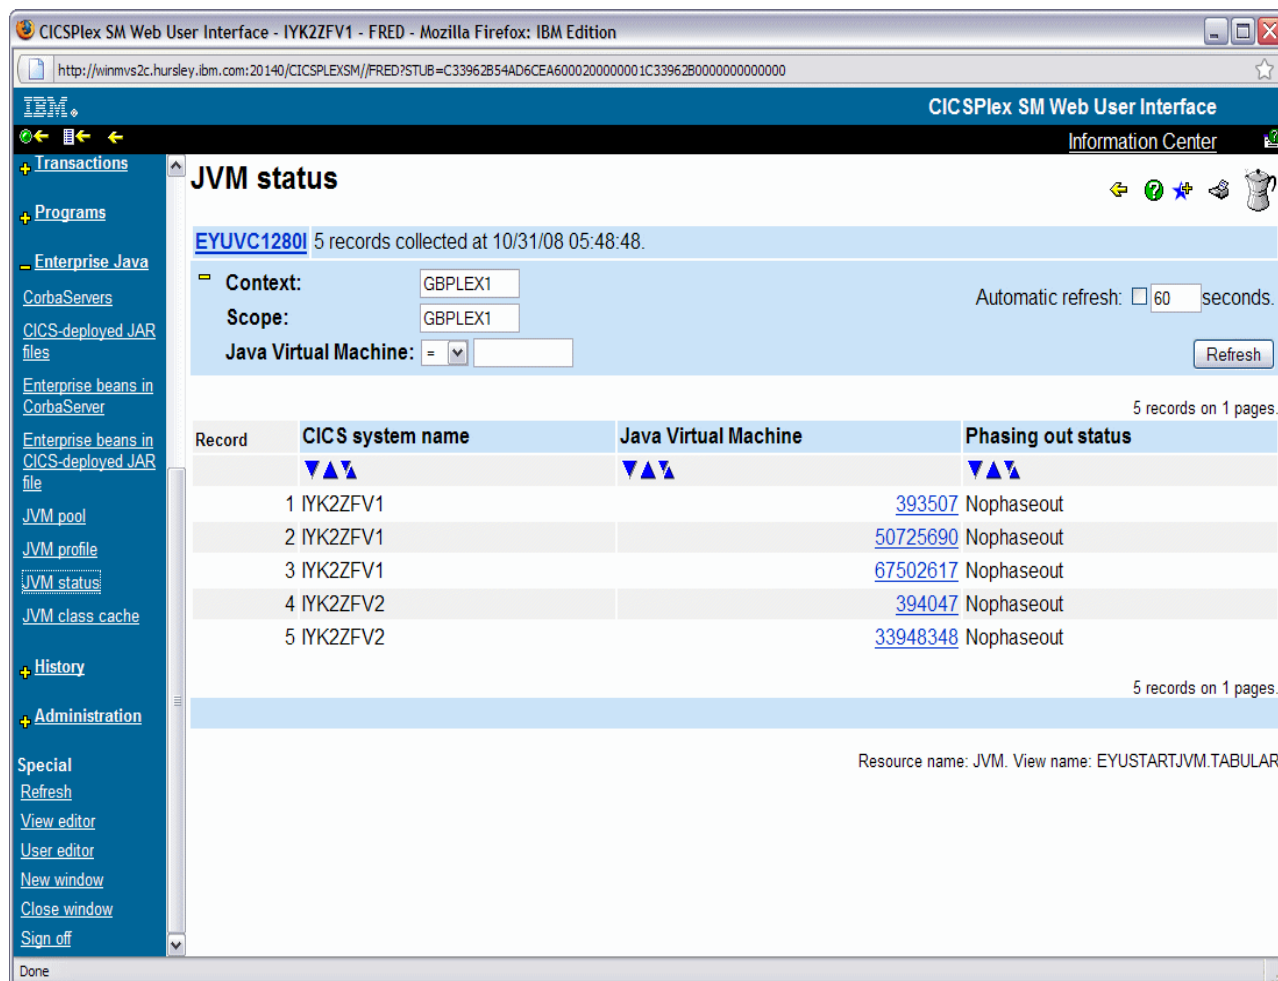 CICSPlex SM Web User Interface - IYK2ZFV1 - FRED - Mozilla Firefox: IBM Edition
http://winmvs2c.hursley.ibm.com:20140/CICSPLEXSM//FRED?STUB=C33962B54AD6CEA6000200000001C33962B0000000000000
IBM.
CICSPlex SM Web User Interface
Information Center
Transactions
Programs
Enterprise Java
CorbaServers
CICS-deployed JAR
files
Enterprise beans in
CorbaServer
Enterprise beans in
CICS-deployed JAR
file
JVM pool
JVM profile
JVM status
JVM class cache
History
Administration
Special
Refresh
View editor
User editor
New window
Close window
Sign off
JVM status
EYUVC1280I 5 records collected at 10/31/08 05:48:48.
Context: GBPLEX1
Scope: GBPLEX1
Java Virtual Machine: =
Automatic refresh: 60 seconds.
Refresh
5 records on 1 pages.
Record CICS system name Java Virtual Machine Phasing out status
1 IYK2ZFV1 393507 Nophaseout
2 IYK2ZFV1 50725690 Nophaseout
3 IYK2ZFV1 67502617 Nophaseout
4 IYK2ZFV2 394047 Nophaseout
5 IYK2ZFV2 33948348 Nophaseout
5 records on 1 pages.
Resource name: JVM. View name: EYUSTARTJVM.TABULAR
Done